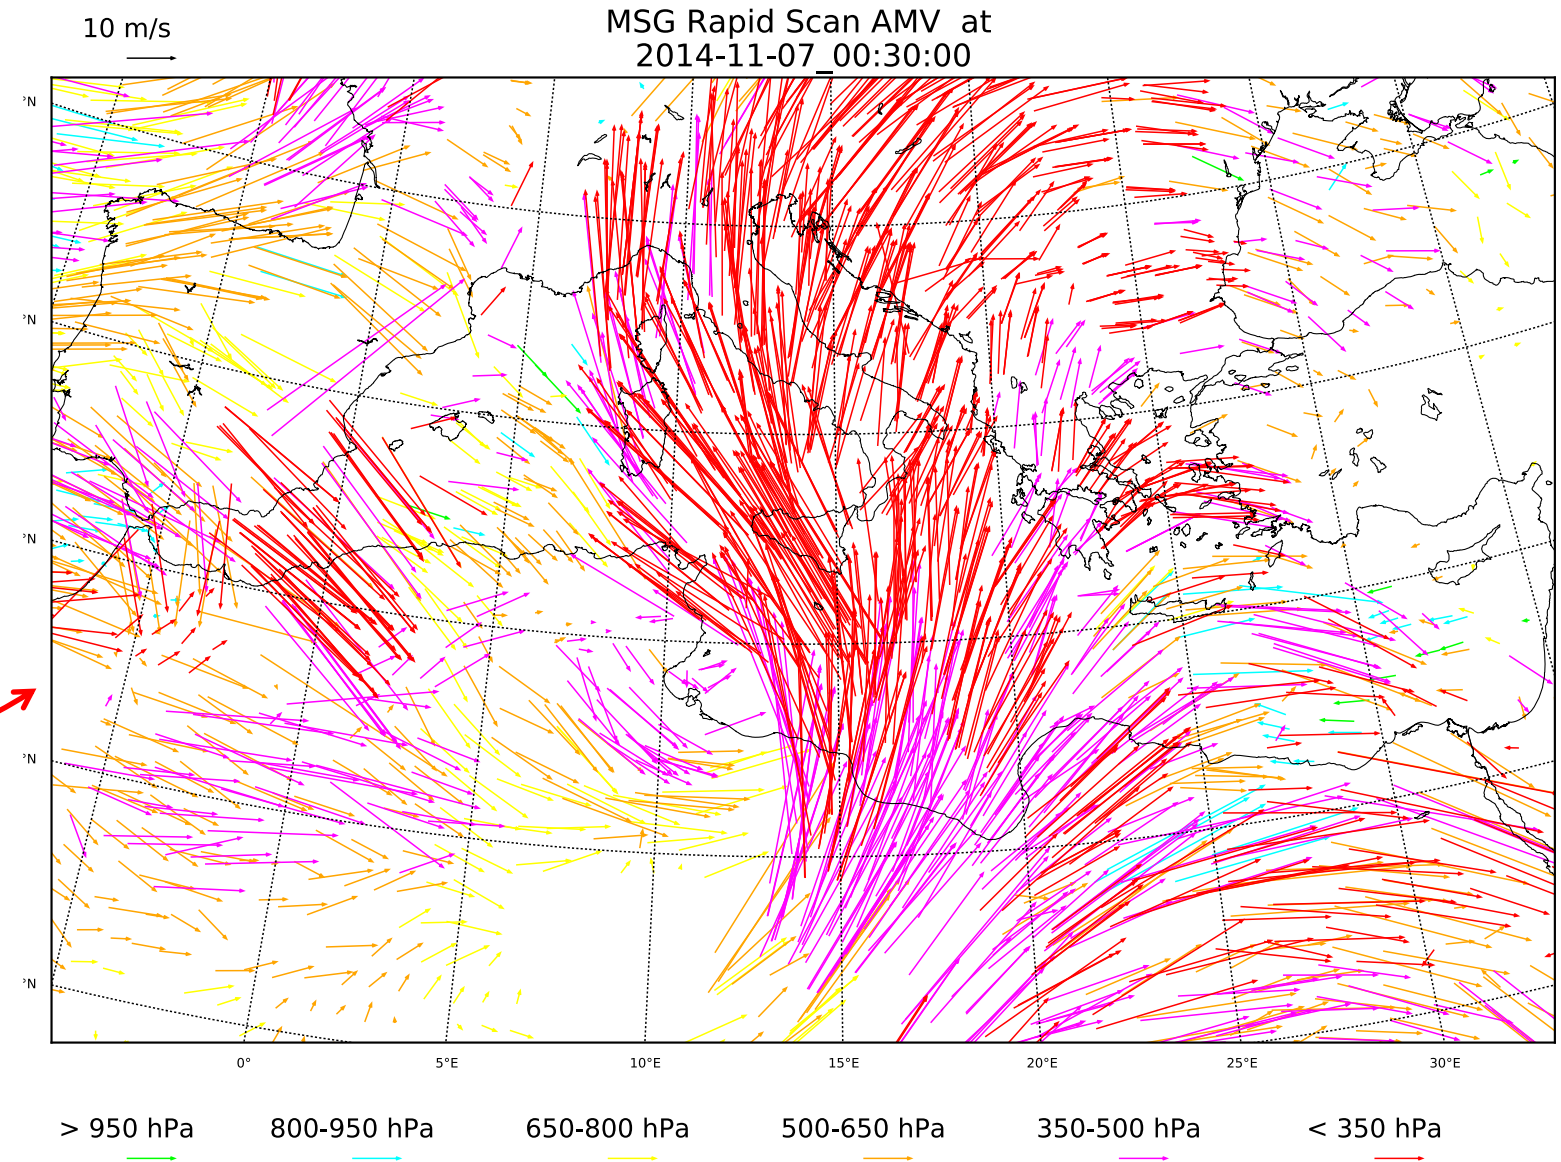 10 m/s
MSG Rapid Scan AMV at
2014-11-07_00:30:00
°N
°N
°N
°N
°N
0°
5°E
10°E
15°E
20°E
25°E
30°E
> 950 hPa
800-950 hPa
650-800 hPa
500-650 hPa
350-500 hPa
< 350 hPa